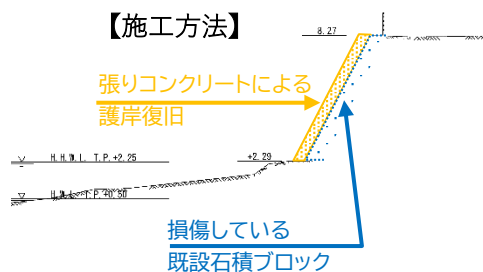 【施工方法】
8.27
張りコンクリートによる
護岸復旧
H.H.W.L T.P.+2.25
+2.29
H.W.L T.P.+0.50
損傷している
既設石積ブロック